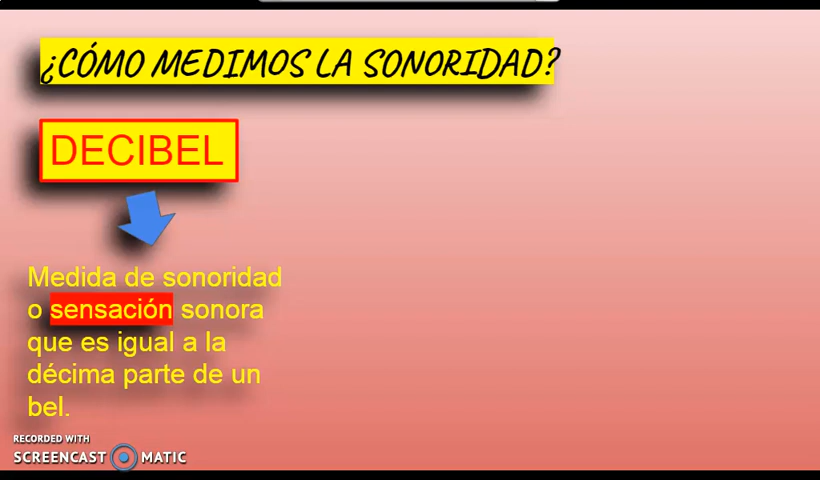 ¿CÓMO MEDIMOS LA SONORIDAD?
DECIBEL
Medida de sonoridad
o sensación sonora
que es igual a la
décima parte de un
bel.
RECORDED WITH
SCREENCAST MATIC